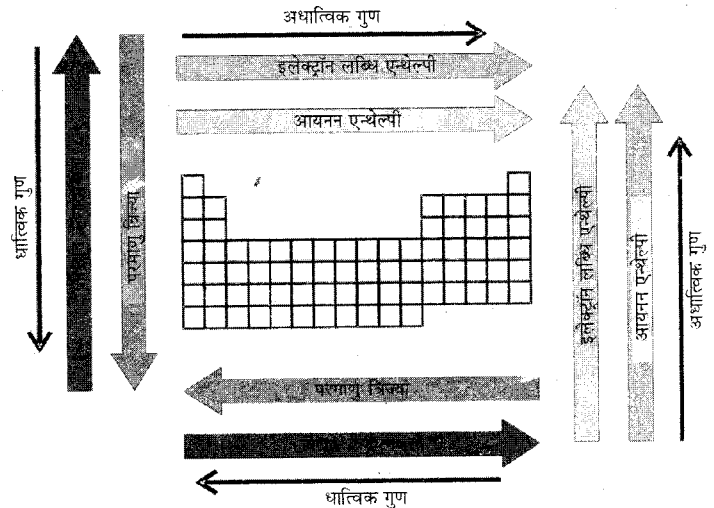 अधात्विक गुण
इलेक्ट्रॉन लब्धि एन्थेल्पी
आयनन एन्थेल्पी
धात्विक गुण
परमाणु त्रिज्या
इलेक्ट्रॉन लब्धि एन्थेल्पी
आयनन एन्थेल्पी
अधात्विक गुण
परमाणु त्रिज्या
धात्विक गुण